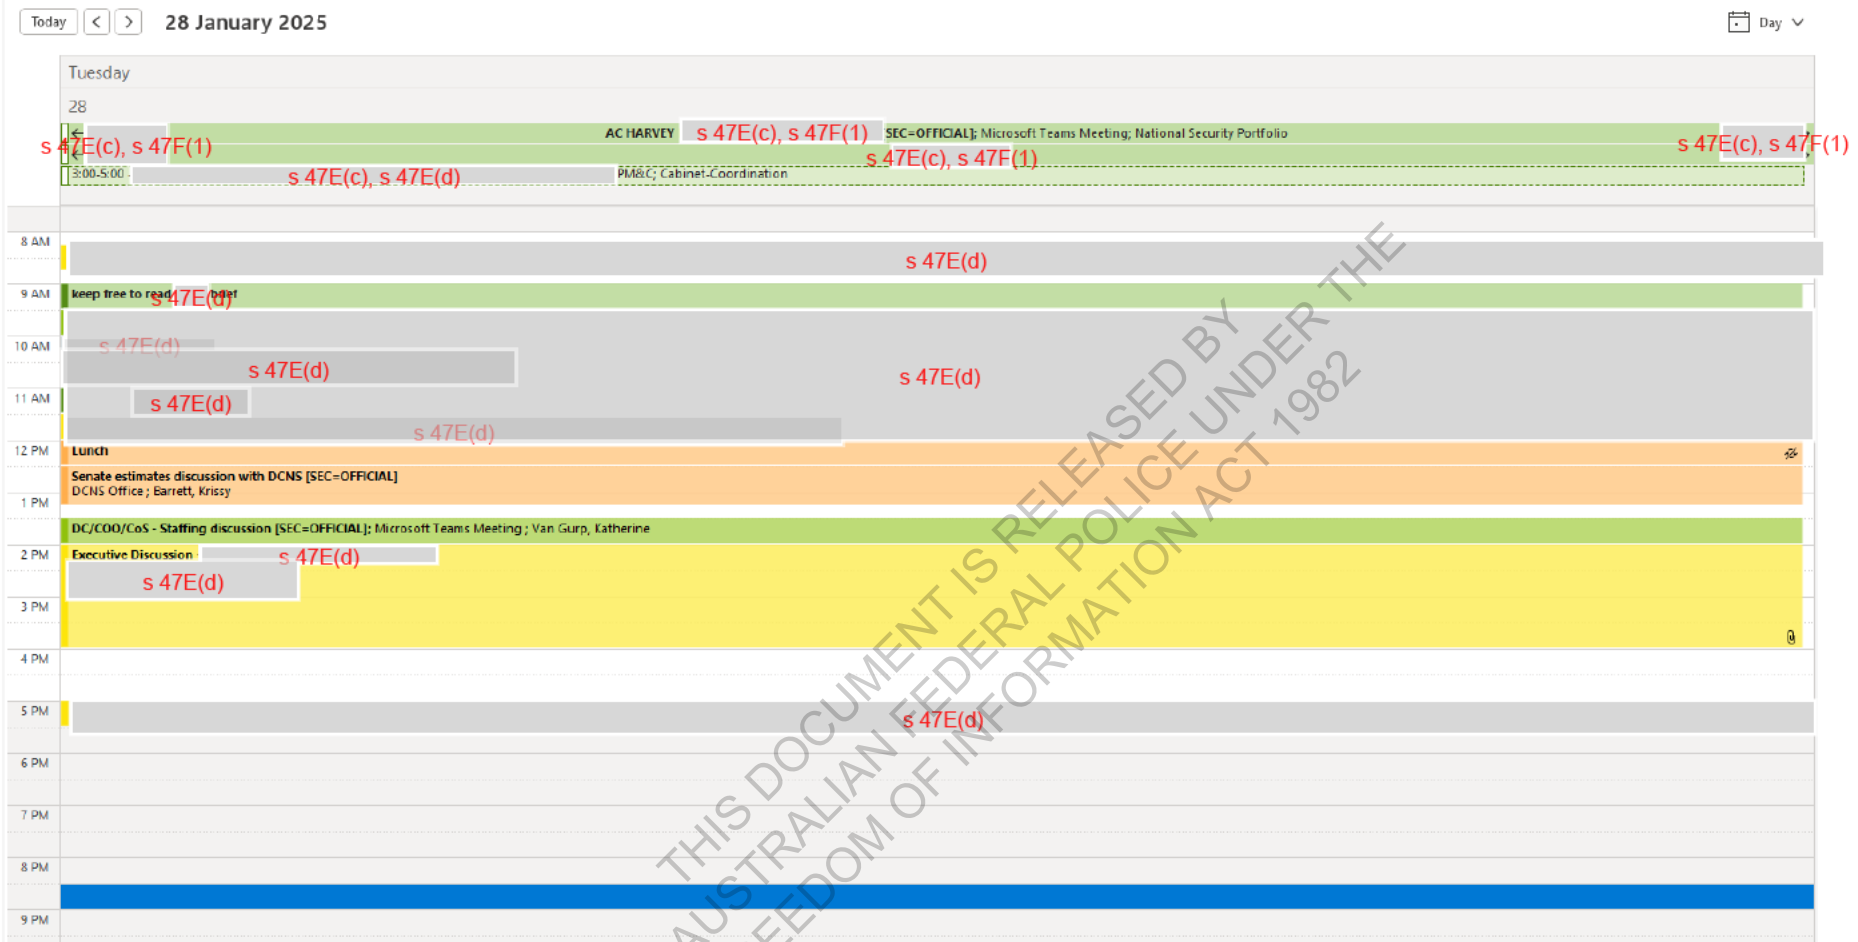 Today < > 28 January 2025 Day
Tuesday
28
s 47E(c), s 47F(1) AC HARVEY s 47E(c), s 47F(1) SEC=OFFICIAL]; Microsoft Teams Meeting; National Security Portfolio s 47E(c), s 47F(1)
s 47E(c), s 47F(1)
3:00-5:00 - s 47E(c), s 47E(d) PM&C; Cabinet-Coordination
8 AM
s 47E(d)
9 AM keep free to read s 47E(d) brief
10 AM s 47E(d)
s 47E(d)
s 47E(d)
11 AM s 47E(d)
s 47E(d)
12 PM Lunch
Senate estimates discussion with DCNS [SEC=OFFICIAL]
DCNS Office ; Barrett, Krissy
1 PM
DC/COO/CoS - Staffing discussion [SEC=OFFICIAL]; Microsoft Teams Meeting ; Van Gurp, Katherine
2 PM Executive Discussion - s 47E(d)
s 47E(d)
3 PM
4 PM
5 PM s 47E(d)
6 PM
7 PM
8 PM
9 PM
THIS DOCUMENT IS RELEASED BY
AUSTRALIAN FEDERAL POLICE UNDER THE
FREEDOM OF INFORMATION ACT 1982